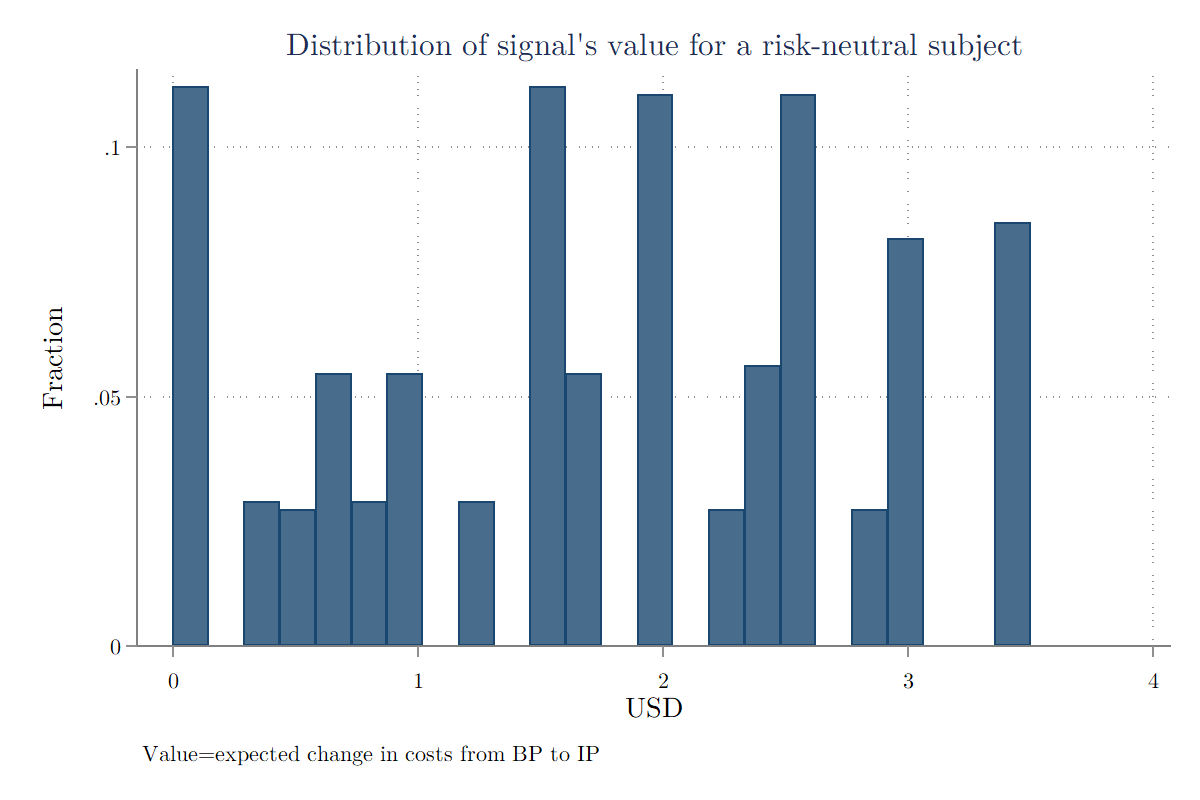 Distribution of signal's value for a risk-neutral subject
.1
.05
0
Fraction
0 1 2 3 4
USD
Value=expected change in costs from BP to IP